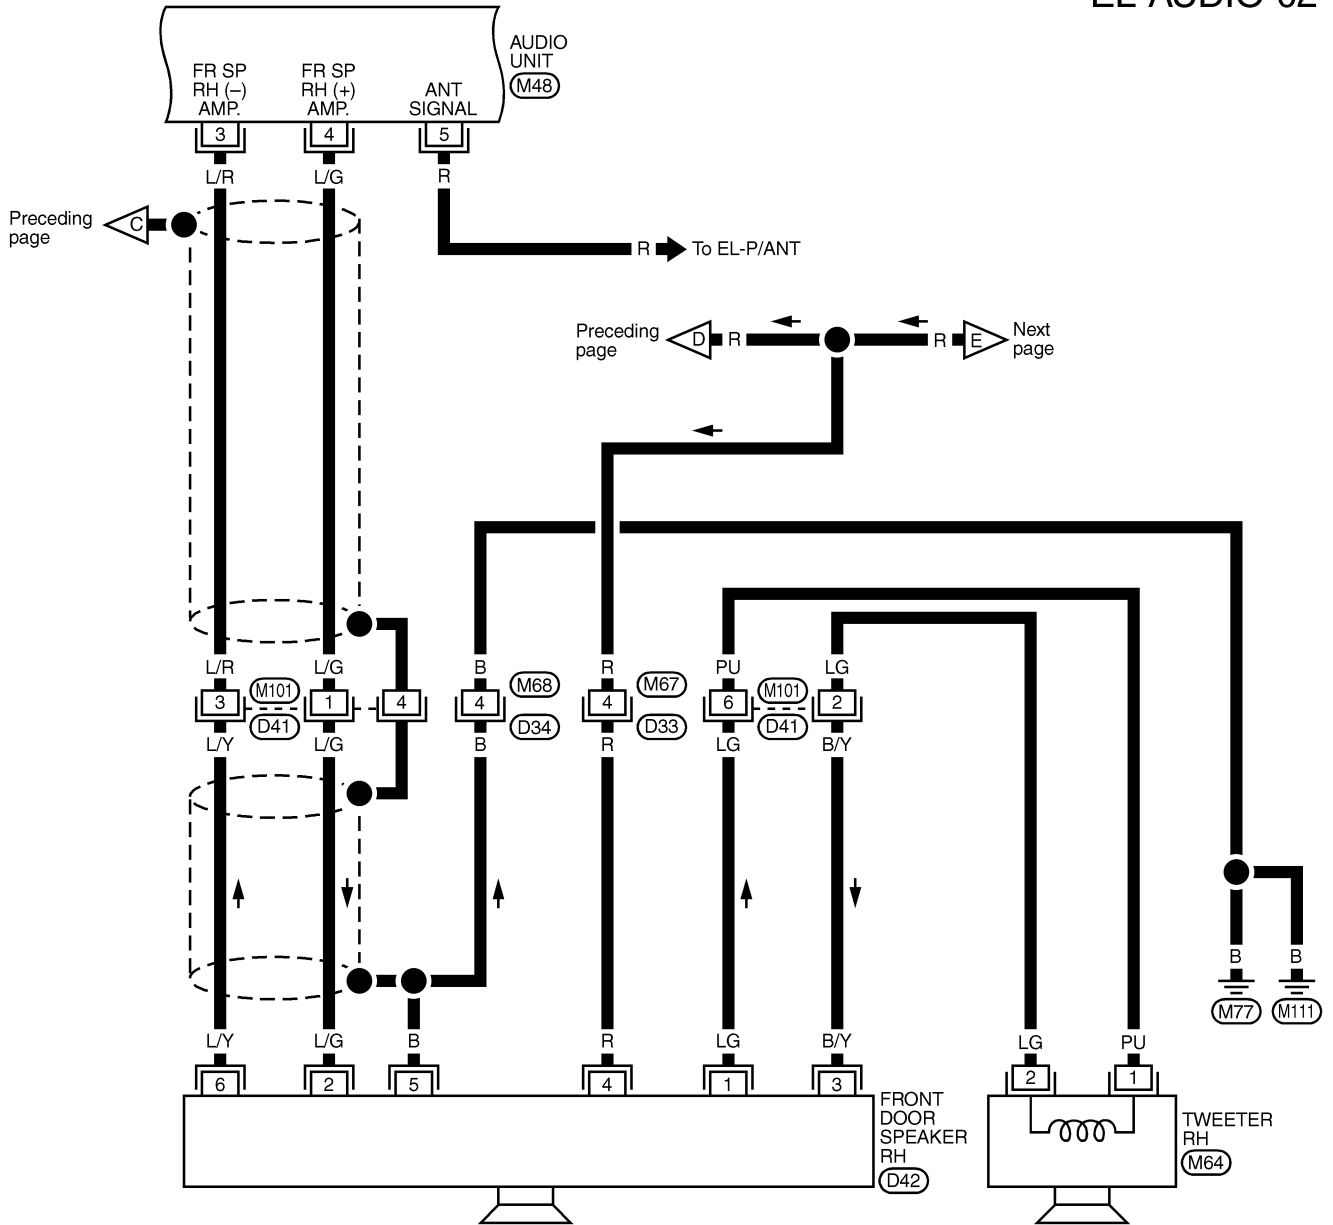 EL-AUDIO-02
AUDIO
UNIT
M48
FR SP
RH (–)
AMP.
FR SP
RH (+)
AMP.
ANT
SIGNAL
3
4
5
L/R
L/G
R
Preceding
page
C
R
To EL-P/ANT
Preceding
page
D
R
R
E
Next
page
L/R
L/G
B
R
PU
LG
3
M101
D41
1
4
4
M68
D34
4
M67
D33
6
M101
D41
2
L/Y
L/G
B
R
LG
B/Y
B
B
M77
M111
L/Y
L/G
B
R
LG
B/Y
LG
PU
6
2
5
4
1
3
2
1
FRONT
DOOR
SPEAKER
RH
D42
TWEETER
RH
M64